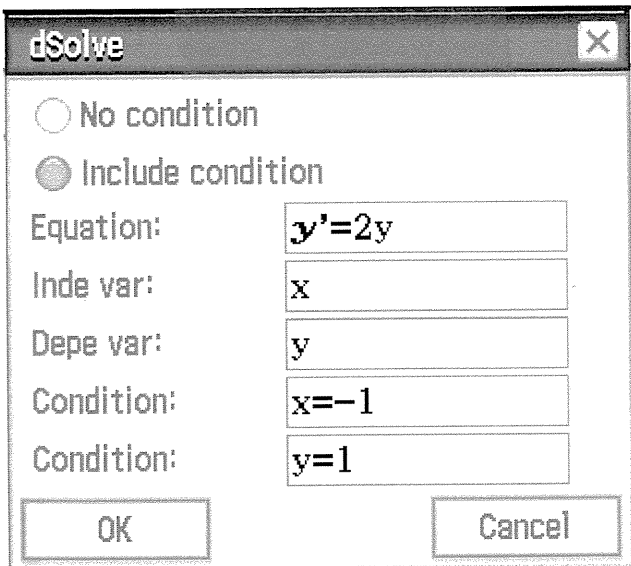 dSolve
No condition
Include condition
Equation: y'=2y
Inde var: x
Depe var: y
Condition: x=−1
Condition: y=1
OK Cancel